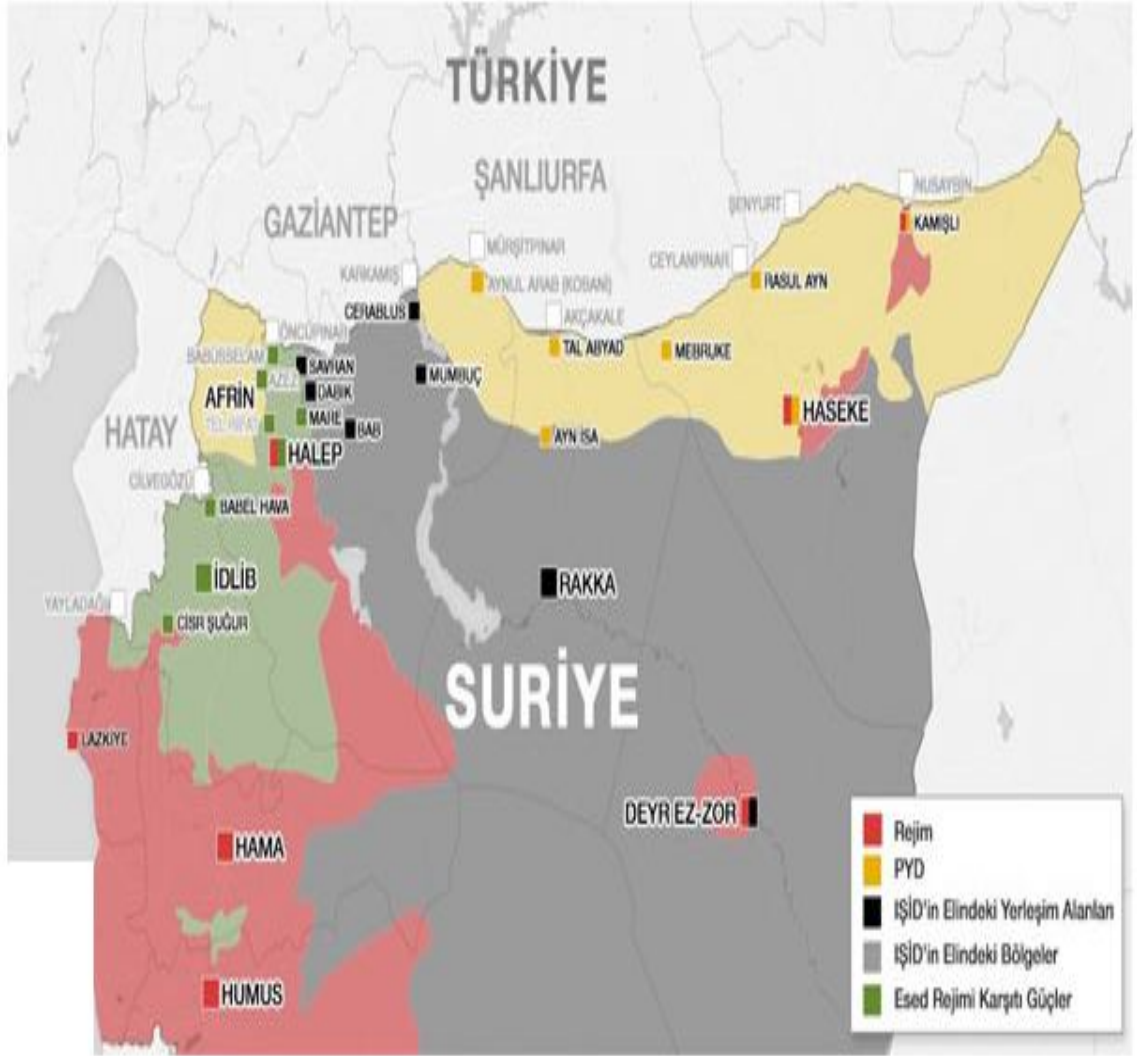 TÜRKİYE
ŞANLIURFA
GAZİANTEP
NUSAYBİN
ŞENYURT
KAMIŞLI
MÜRŞİTPINAR
CEYLANPINAR
KARKAMIŞ
AYNUL ARAB (KOBANİ)
RASUL AYN
CERABLUS
AKÇAKALE
ÖNCÜPINAR
BABÜSSELAM
TAL ABYAD
MEBRUKE
SAVRAN
MUMBUÇ
AZEZ
DABIK
AFRİN
HASEKE
MARE
TEL RIFAT
BAB
HATAY
AYN İSA
HALEP
CİLVEGÖZÜ
BABEL HAVA
İDLİB
RAKKA
YAYLADAĞI
CİSR ŞUĞUR
SURİYE
LAZKİYE
DEYR EZ-ZOR
HAMA
HUMUS
Rejim
PYD
IŞİD'in Elindeki Yerleşim Alanları
IŞİD'in Elindeki Bölgeler
Esed Rejimi Karşıtı Güçler